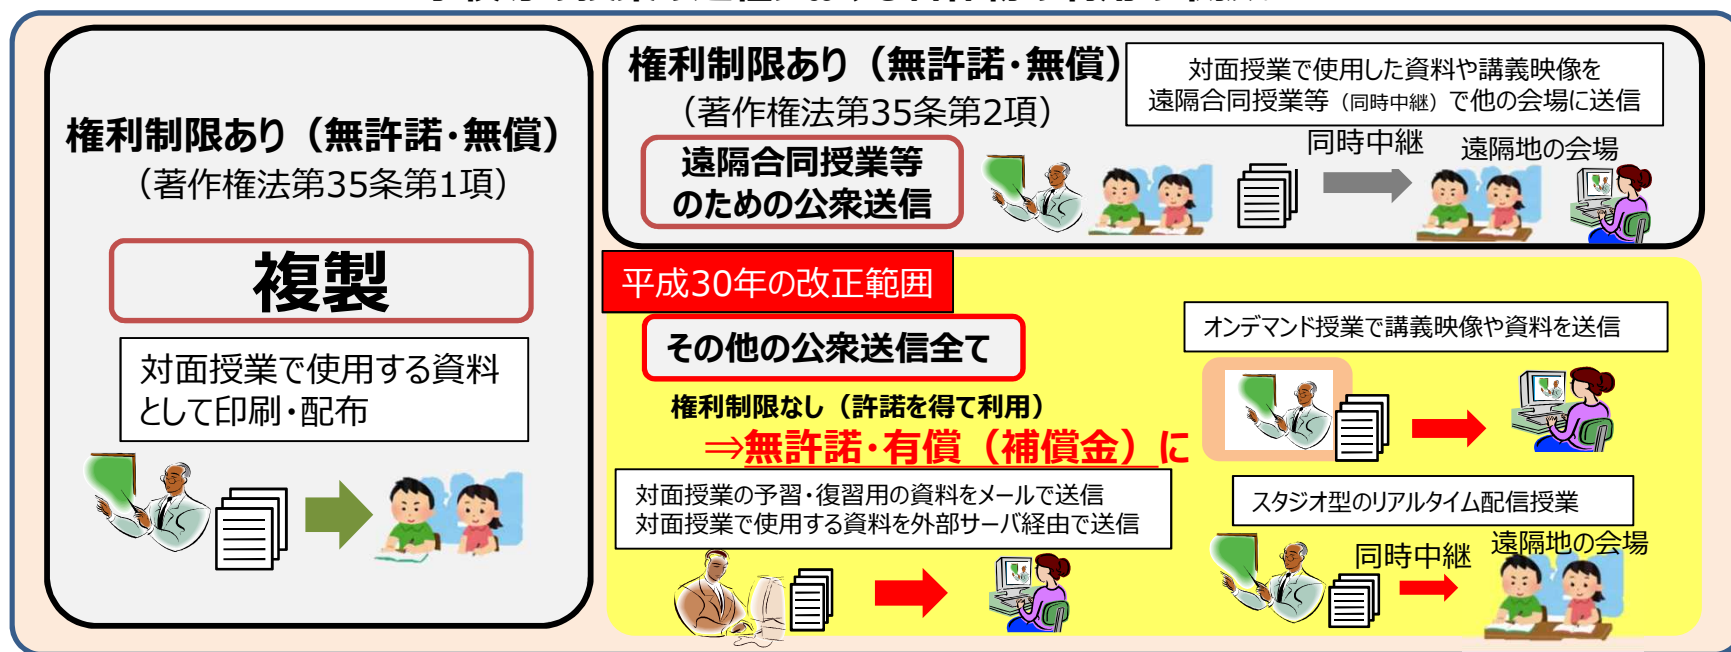 権利制限あり（無許諾・無償）
（著作権法第35条第1項）
複製
対面授業で使用する資料
として印刷・配布
権利制限あり（無許諾・無償）
（著作権法第35条第2項）
遠隔合同授業等
のための公衆送信
対面授業で使用した資料や講義映像を
遠隔合同授業等（同時中継）で他の会場に送信
同時中継
遠隔地の会場
平成30年の改正範囲
その他の公衆送信全て
権利制限なし（許諾を得て利用）
⇒無許諾・有償（補償金）に
対面授業の予習・復習用の資料をメールで送信
対面授業で使用する資料を外部サーバ経由で送信
オンデマンド授業で講義映像や資料を送信
スタジオ型のリアルタイム配信授業
同時中継
遠隔地の会場